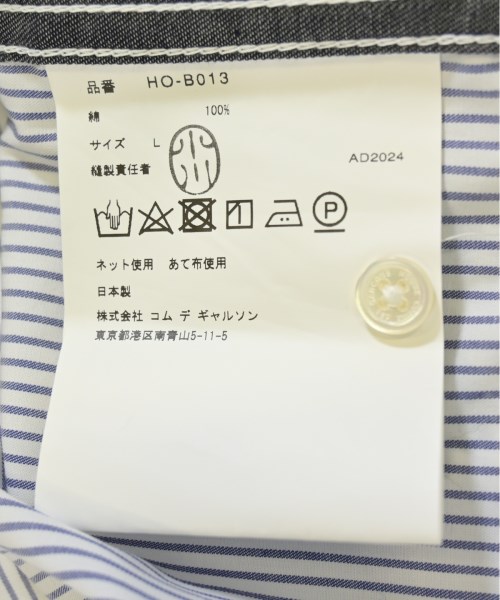 品番 HO-B013
綿 100%
サイズ L
縫製責任者
AD2024
P
ネット使用 あて布使用
日本製
株式会社 コム デ ギャルソン
東京都港区南青山5-11-5